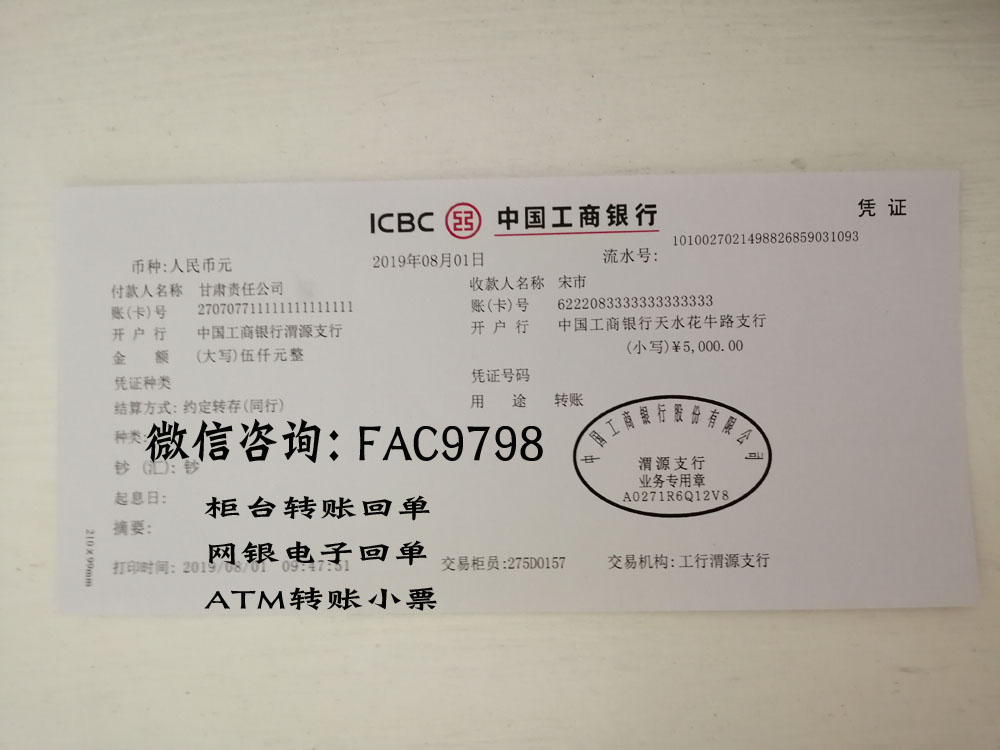 ICBC 中国工商银行
凭 证
币种:人民币元
2019年08月01日
流水号:
1010027021498826859031093
付款人名称 甘肃责任公司
收款人名称 宋市
账(卡)号 270707711111111111111
账(卡)号 6222083333333333333
开 户 行 中国工商银行渭源支行
开 户 行 中国工商银行天水花牛路支行
金 额 (大写)伍仟元整
(小写)¥5,000.00
凭证种类
凭证号码
结算方式: 约定转存(同行)
用 途 转账
种类:
微信咨询: FAC9798
钞 (汇): 钞
起息日:
柜台转账回单
摘要:
网银电子回单
打印时间: 2019/08/01 09:47:31
交易柜员:275D0157
交易机构: 工行渭源支行
ATM转账小票
210×99mm
中国工商银行股份有限公司
渭源支行
业务专用章
A0271R6Q12V8